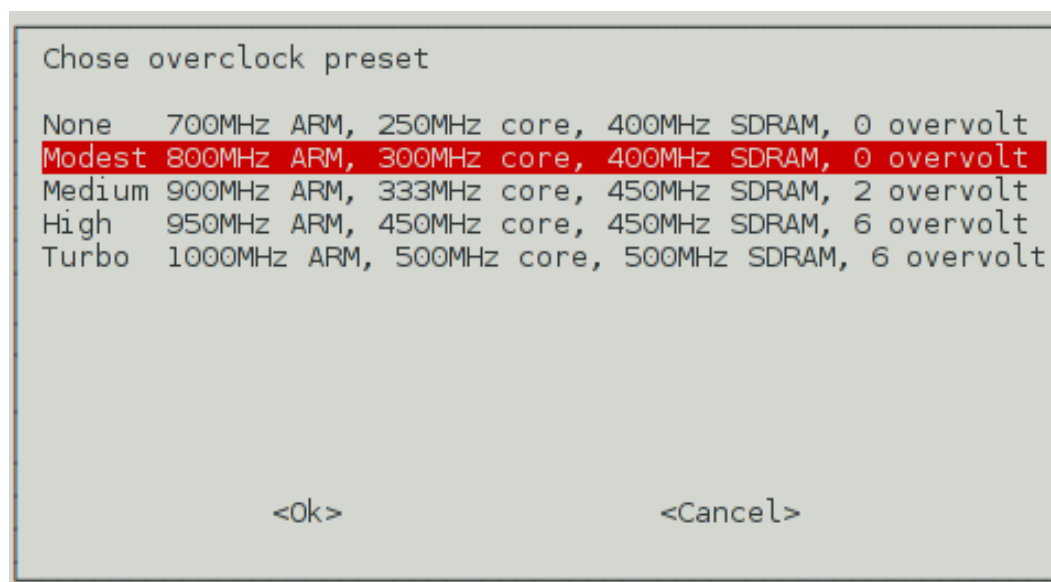 Chose overclock preset
None 700MHz ARM, 250MHz core, 400MHz SDRAM, 0 overvolt
Modest 800MHz ARM, 300MHz core, 400MHz SDRAM, 0 overvolt
Medium 900MHz ARM, 333MHz core, 450MHz SDRAM, 2 overvolt
High 950MHz ARM, 450MHz core, 450MHz SDRAM, 6 overvolt
Turbo 1000MHz ARM, 500MHz core, 500MHz SDRAM, 6 overvolt
<Ok> <Cancel>